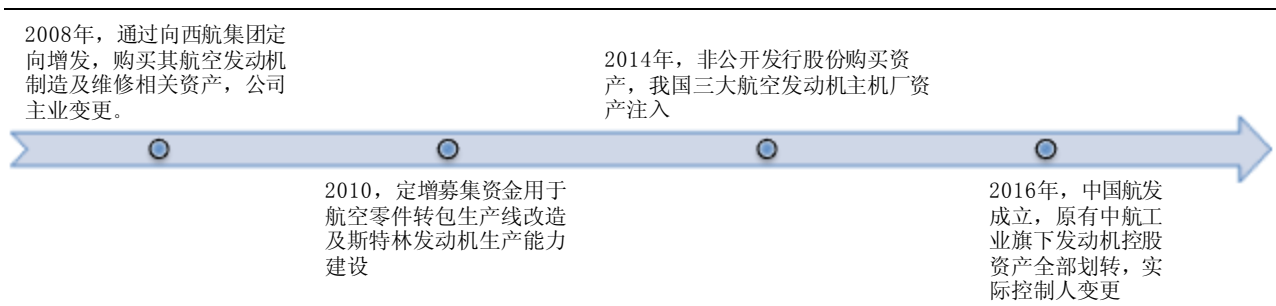 2008年，通过向西航集团定
向增发，购买其航空发动机
制造及维修相关资产，公司
主业变更。
2010，定增募集资金用于
航空零件转包生产线改造
及斯特林发动机生产能力
建设
2014年，非公开发行股份购买资
产，我国三大航空发动机主机厂资
产注入
2016年，中国航发
成立，原有中航工
业旗下发动机控股
资产全部划转，实
际控制人变更